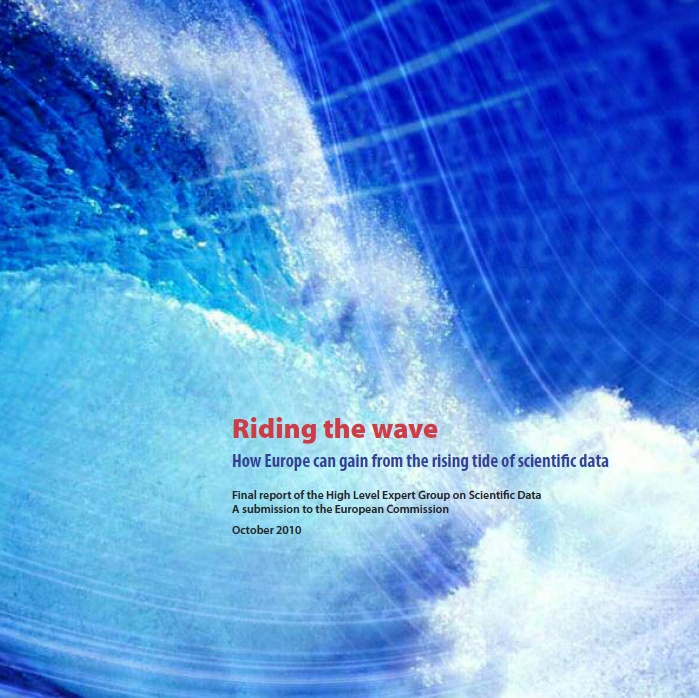 Riding the wave
How Europe can gain from the rising tide of scientific data
Final report of the High Level Expert Group on Scientific Data
A submission to the European Commission
October 2010